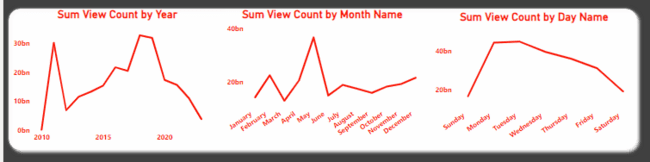 Sum View Count by Year
30bn
20bn
10bn
0bn
2010
2015
2020
Sum View Count by Month Name
40bn
20bn
January
February
March
April
May
June
July
August
September
October
November
December
Sum View Count by Day Name
40bn
20bn
Sunday
Monday
Tuesday
Wednesday
Thursday
Friday
Saturday